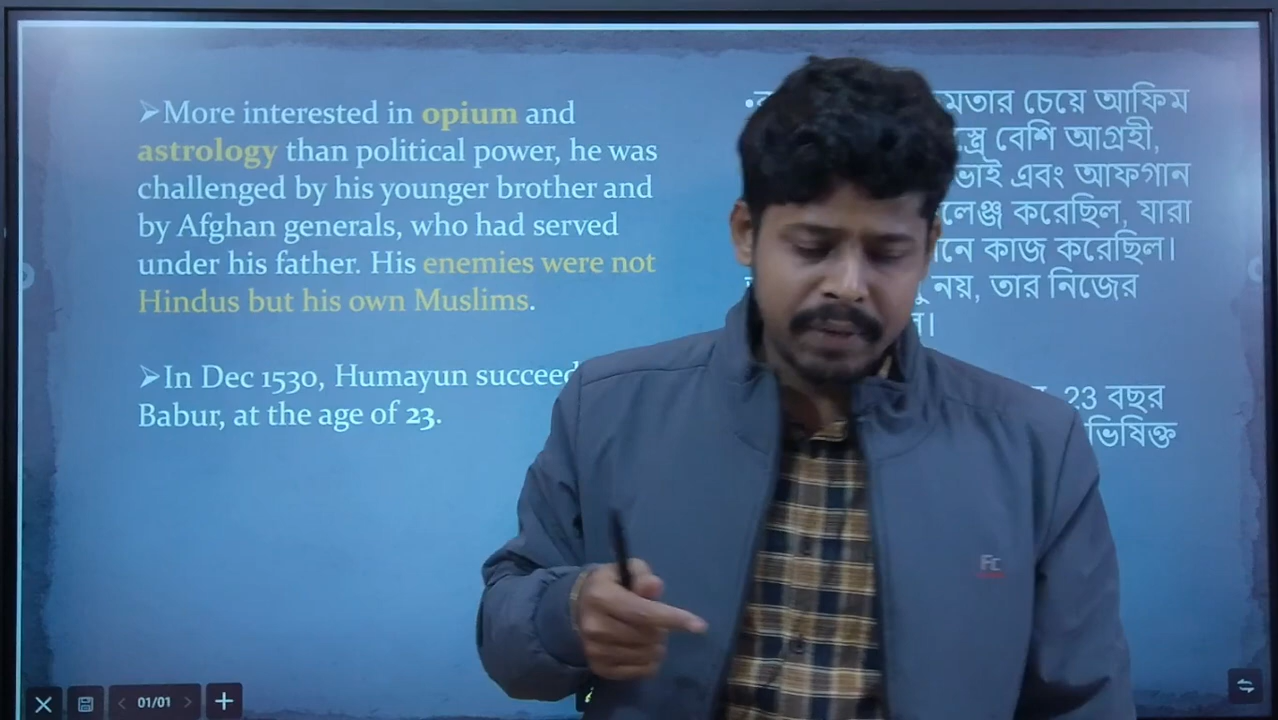 ➢More interested in opium and
astrology than political power, he was
challenged by his younger brother and
by Afghan generals, who had served
under his father. His enemies were not
Hindus but his own Muslims.
➢In Dec 1530, Humayun
Babur, at the age of 23.
চেয়ে আফিম
বেশি আগ্রহী,
এবং আফগান
করেছিল, যারা
কাজ করেছিল।
নয়, তার নিজের
23 বছর
Fc
01/01